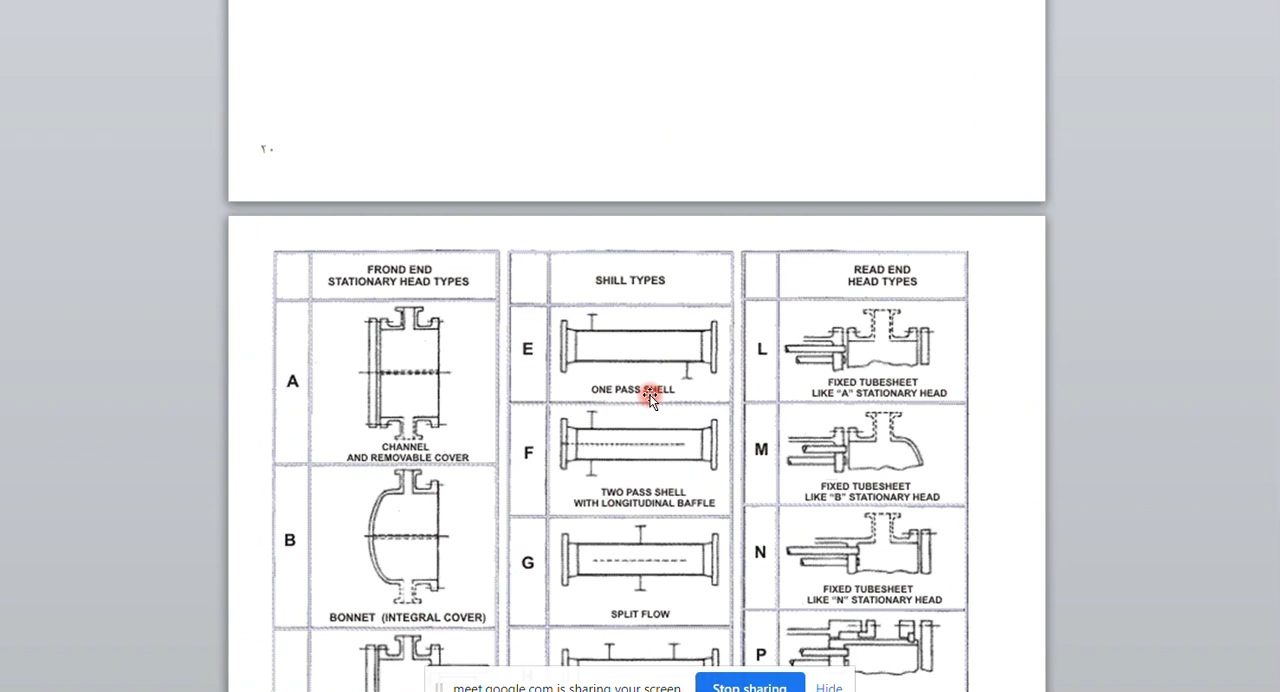 ٢٠
FROND END
STATIONARY HEAD TYPES
SHILL TYPES
READ END
HEAD TYPES
A
CHANNEL
AND REMOVABLE COVER
B
BONNET (INTEGRAL COVER)
E
ONE PASS SHELL
F
TWO PASS SHELL
WITH LONGITUDINAL BAFFLE
G
SPLIT FLOW
L
FIXED TUBESHEET
LIKE "A" STATIONARY HEAD
M
FIXED TUBESHEET
LIKE "B" STATIONARY HEAD
N
FIXED TUBESHEET
LIKE "N" STATIONARY HEAD
P
meet.google.com is sharing your screen.
Stop sharing
Hide